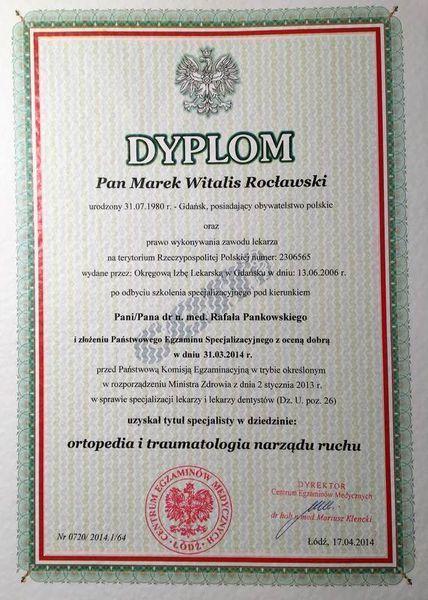 DYPLOM
Pan Marek Witalis Rocławski
urodzony 31.07.1980 r. - Gdańsk, posiadający obywatelstwo polskie
oraz
prawo wykonywania zawodu lekarza
na terytorium Rzeczypospolitej Polskiej numer: 2306565
wydane przez: Okręgową Izbę Lekarską w Gdańsku w dniu: 13.06.2006 r.
po odbyciu szkolenia specjalizacyjnego pod kierunkiem
Pani/Pana dr n. med. Rafała Pankowskiego
i złożeniu Państwowego Egzaminu Specjalizacyjnego z oceną dobrą
w dniu 31.03.2014 r.
przed Państwową Komisją Egzaminacyjną w trybie określonym
w rozporządzeniu Ministra Zdrowia z dnia 2 stycznia 2013 r.
w sprawie specjalizacji lekarzy i lekarzy dentystów (Dz. U. poz. 26)
uzyskał tytuł specjalisty w dziedzinie:
ortopedia i traumatologia narządu ruchu
CENTRUM EGZAMINÓW MEDYCZNYCH
ŁÓDŹ
DYREKTOR
Centrum Egzaminów Medycznych
dr hab. n. med. Mariusz Klencki
Nr 0720/ 2014.1/64
Łódź, 17.04.2014